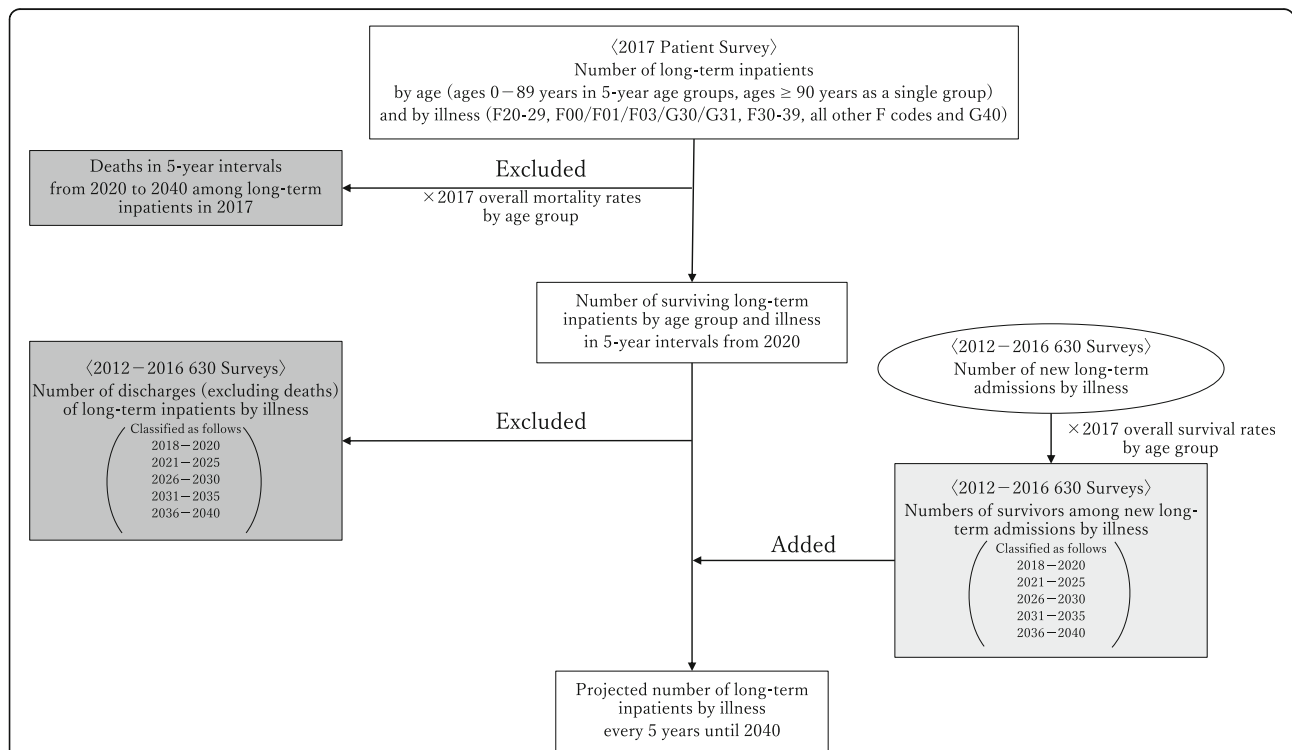 〈2017 Patient Survey〉
Number of long-term inpatients
by age (ages 0−89 years in 5-year age groups, ages ≥ 90 years as a single group)
and by illness (F20-29, F00/F01/F03/G30/G31, F30-39, all other F codes and G40)
Deaths in 5-year intervals
from 2020 to 2040 among long-term
inpatients in 2017
Excluded
×2017 overall mortality rates
by age group
Number of surviving long-term
inpatients by age group and illness
in 5-year intervals from 2020
〈2012−2016 630 Surveys〉
Number of new long-term
admissions by illness
×2017 overall survival rates
by age group
〈2012−2016 630 Surveys〉
Number of discharges (excluding deaths)
of long-term inpatients by illness
Classified as follows
2018−2020
2021−2025
2026−2030
2031−2035
2036−2040
Excluded
〈2012−2016 630 Surveys〉
Numbers of survivors among new long-
term admissions by illness
Classified as follows
2018−2020
2021−2025
2026−2030
2031−2035
2036−2040
Added
Projected number of long-term
inpatients by illness
every 5 years until 2040